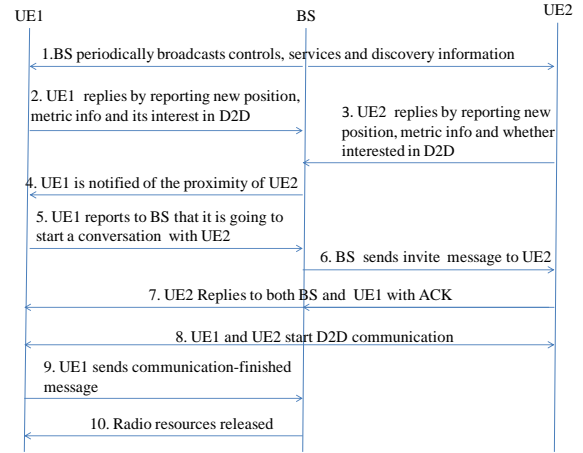 UE1
BS
UE2
1.BS periodically broadcasts controls, services and discovery information
2. UE1 replies by reporting new position,
metric info and its interest in D2D
3. UE2 replies by reporting new
position, metric info and whether
interested in D2D
4. UE1 is notified of the proximity of UE2
5. UE1 reports to BS that it is going to
start a conversation with UE2
6. BS sends invite message to UE2
7. UE2 Replies to both BS and UE1 with ACK
8. UE1 and UE2 start D2D communication
9. UE1 sends communication-finished
message
10. Radio resources released